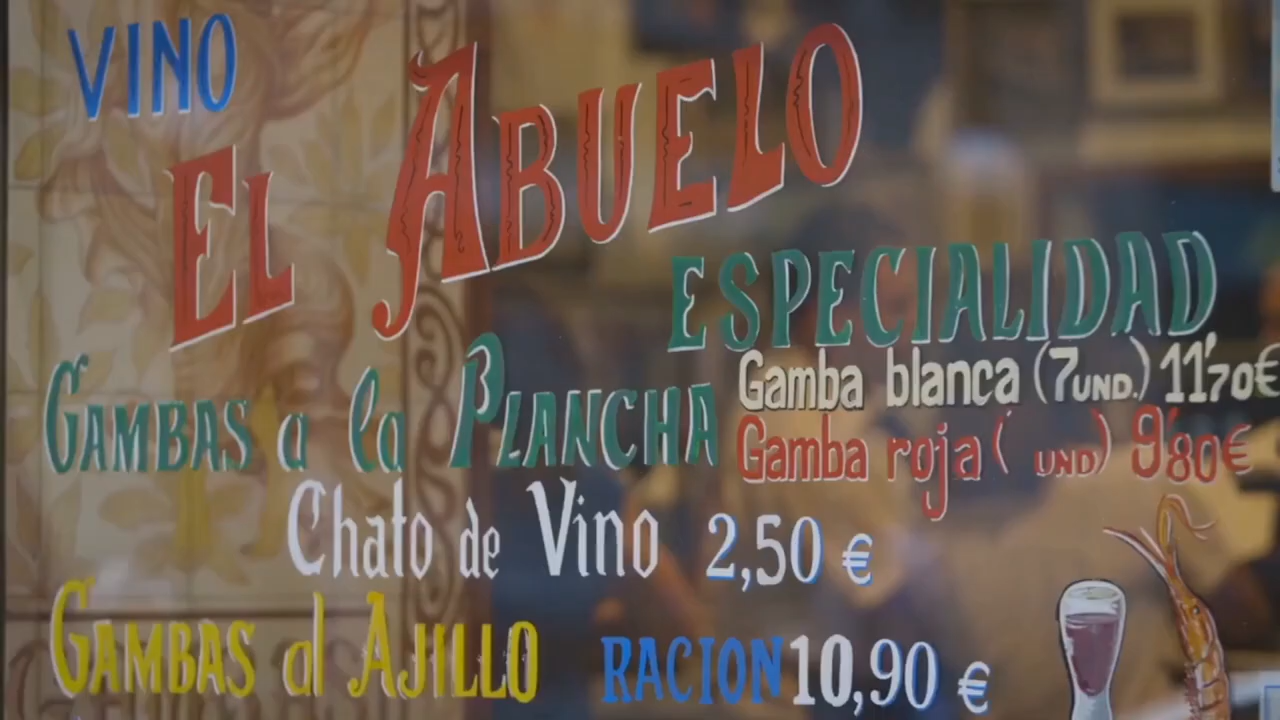 VINO
EL ABUELO
ESPECIALIDAD
GAMBAS a la PLANCHA
Gamba blanca (7UND.) 11'70€
Gamba roja ( UND) 9'80€
Chato de Vino 2,50 €
GAMBAS al AJILLO RACION 10,90 €